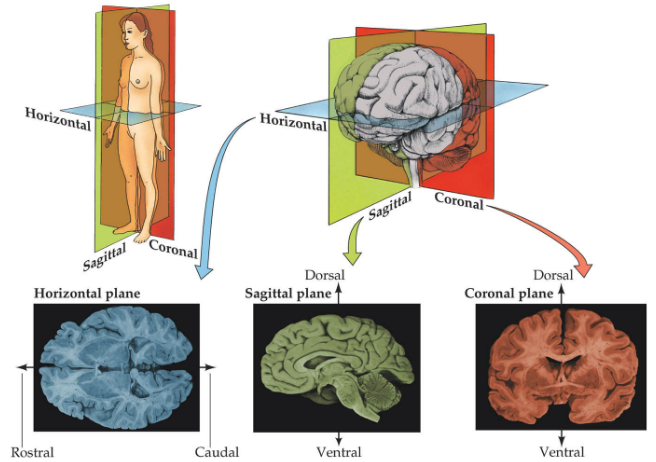 Horizontal
Sagittal
Coronal
Horizontal
Sagittal
Coronal
Horizontal plane
Rostral
Caudal
Dorsal
Sagittal plane
Ventral
Dorsal
Coronal plane
Ventral